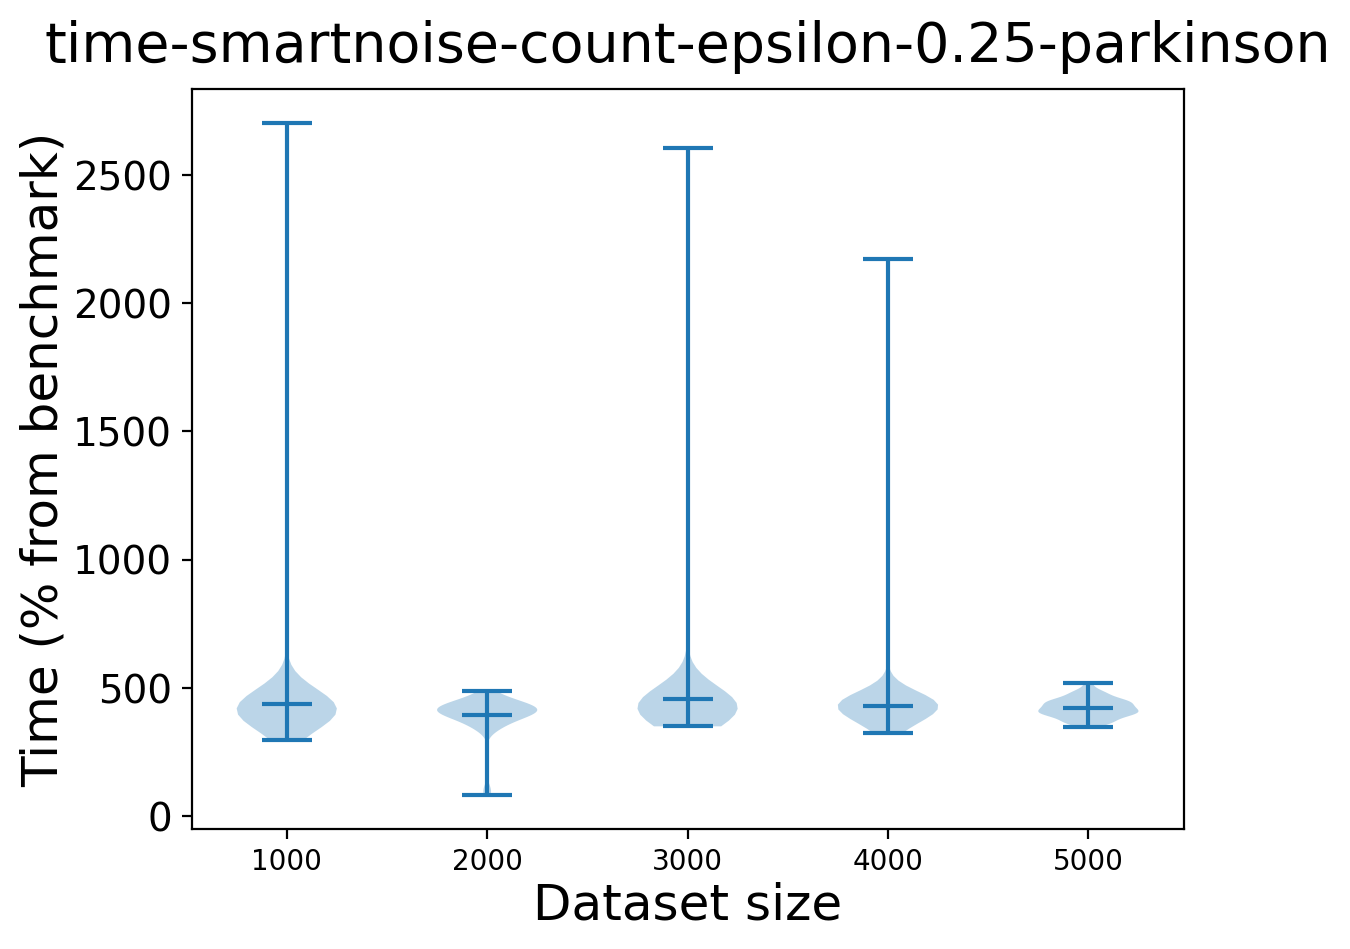 time-smartnoise-count-epsilon-0.25-parkinson
Time (% from benchmark)
2500
2000
1500
1000
500
0
1000 2000 3000 4000 5000
Dataset size